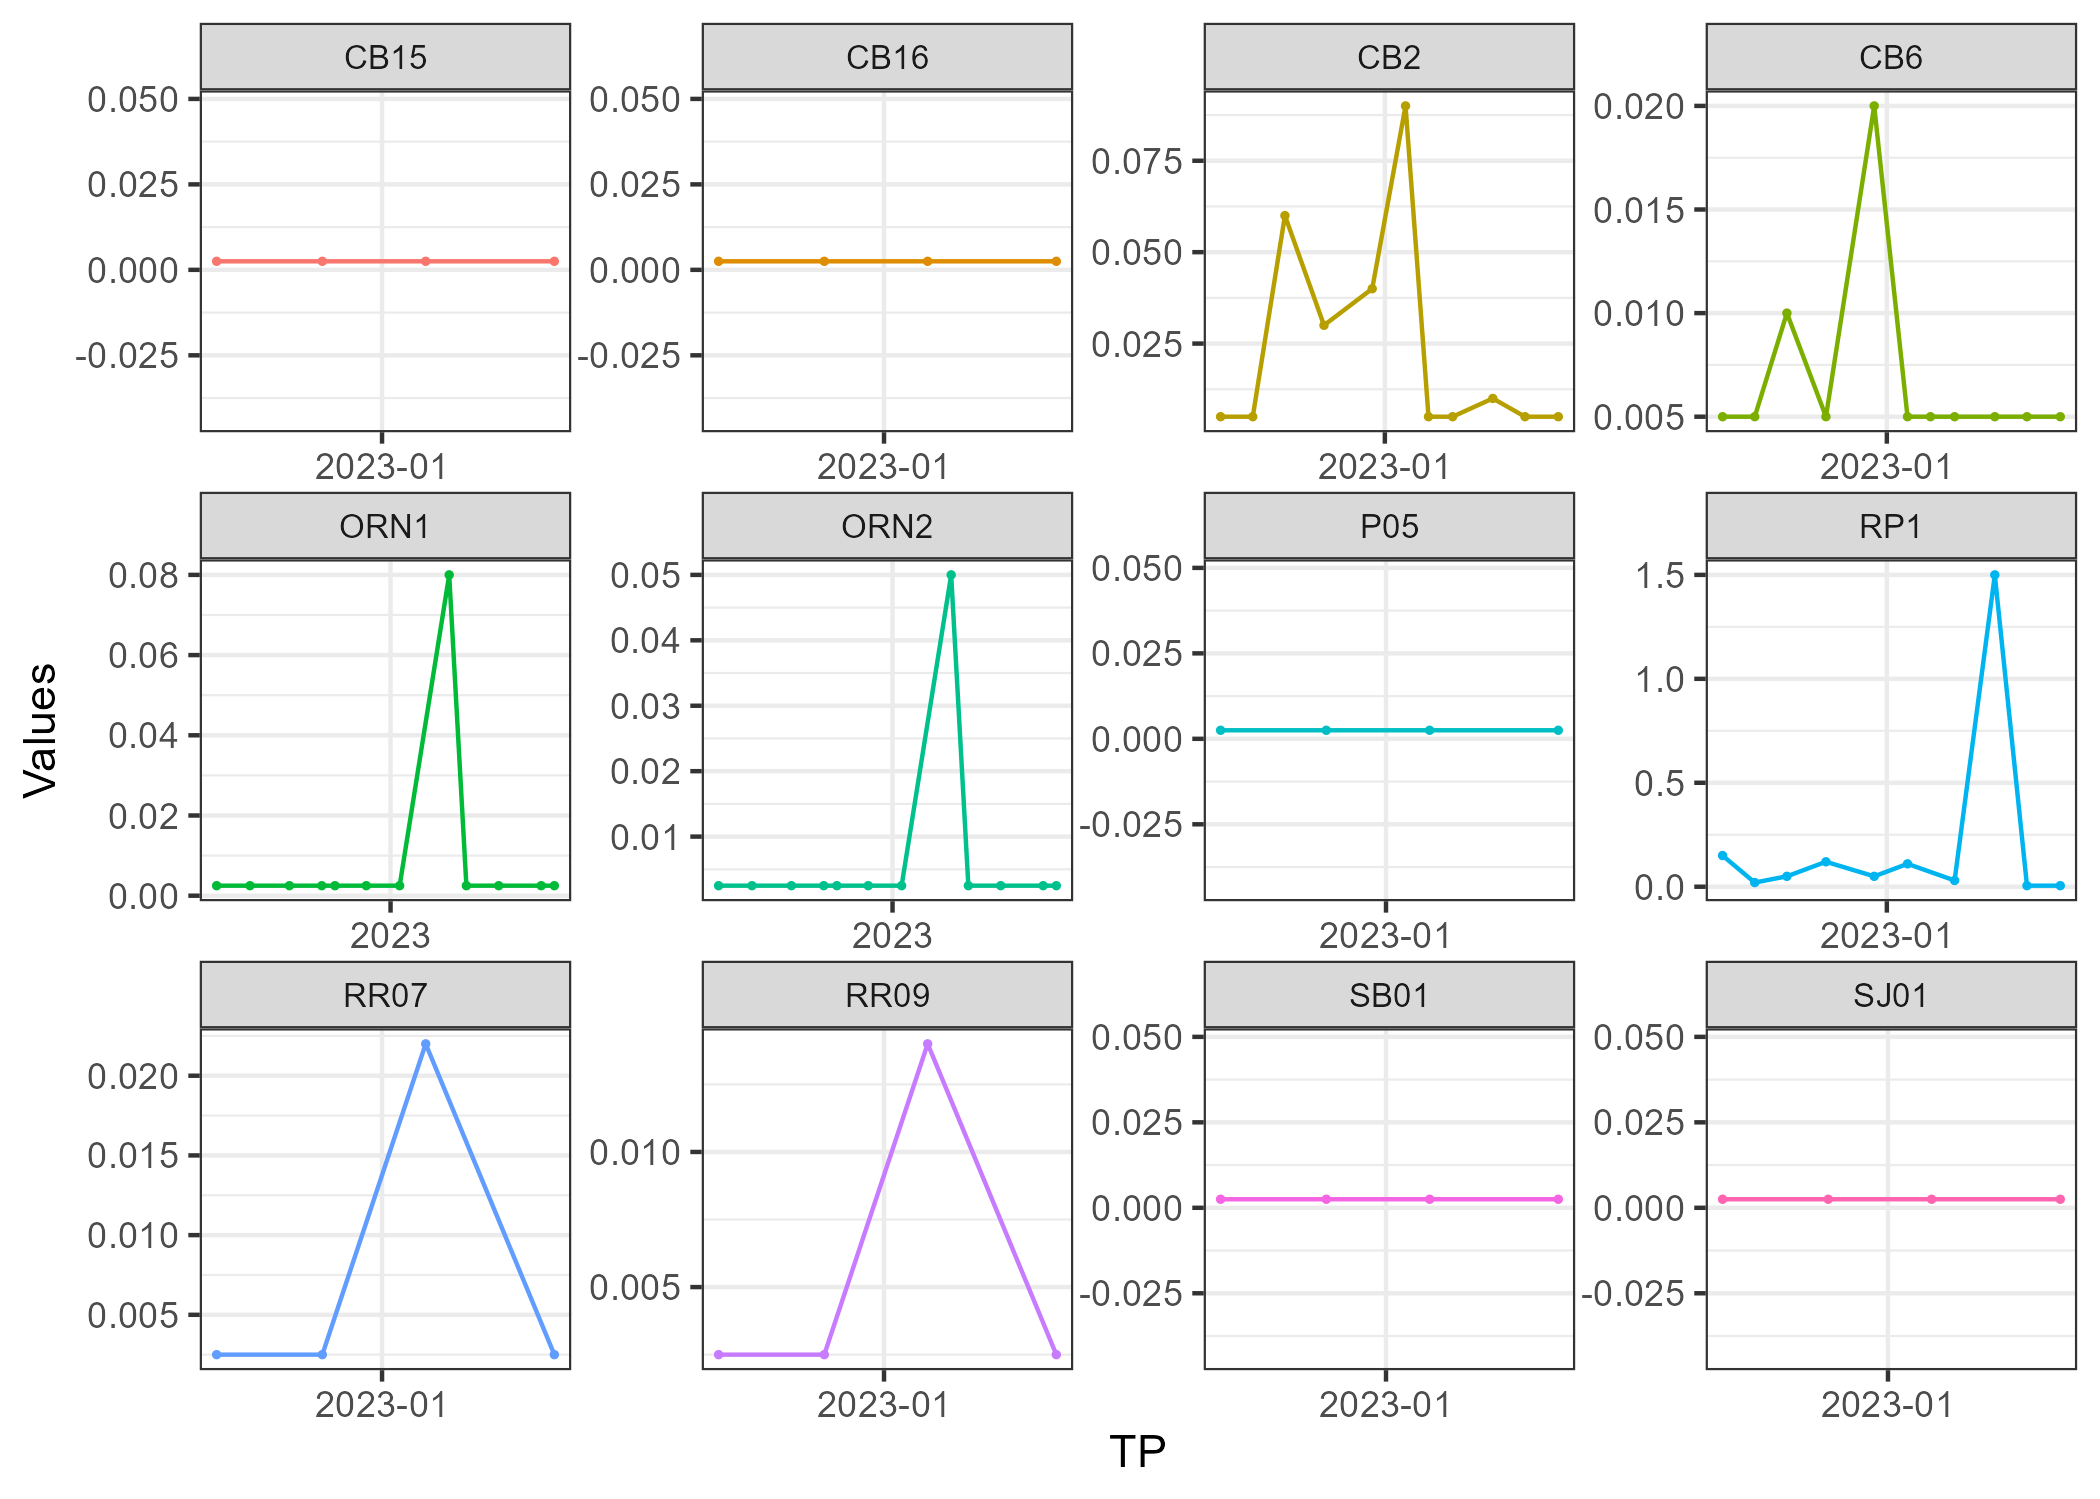 CB15 CB16 CB2 CB6
0.050 0.025 0.000 -0.025
0.050 0.025 0.000 -0.025
0.075 0.050 0.025
0.020 0.015 0.010 0.005
2023-01 2023-01 2023-01 2023-01
ORN1 ORN2 P05 RP1
0.08 0.06 0.04 0.02 0.00
0.05 0.04 0.03 0.02 0.01
0.050 0.025 0.000 -0.025
1.5 1.0 0.5 0.0
2023 2023 2023-01 2023-01
Values
RR07 RR09 SB01 SJ01
0.020 0.015 0.010 0.005
0.010 0.005
0.050 0.025 0.000 -0.025
0.050 0.025 0.000 -0.025
2023-01 2023-01 2023-01 2023-01
TP